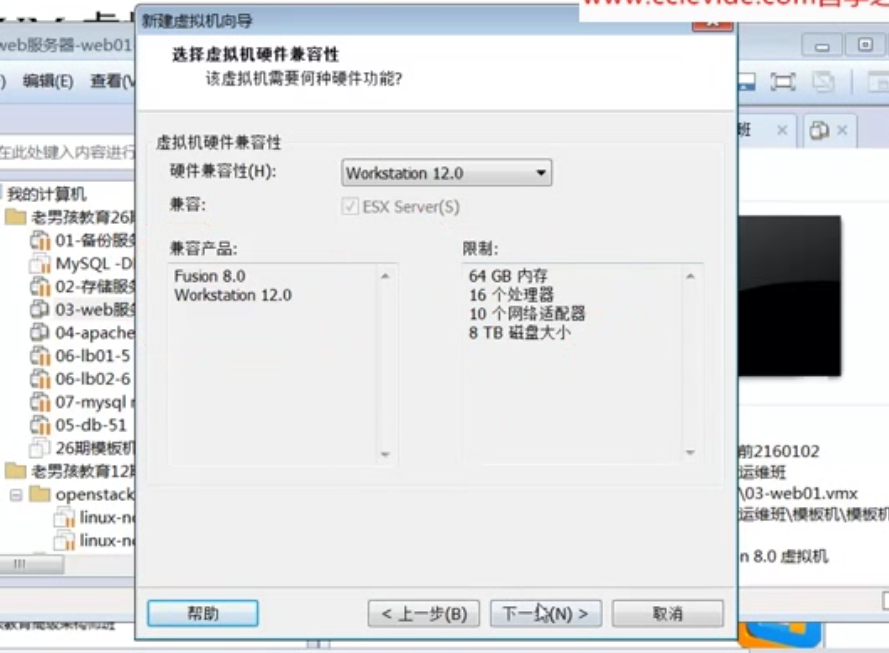 新建虚拟机向导
web服务器-web01
编辑(E) 查看(V
选择虚拟机硬件兼容性
该虚拟机需要何种硬件功能?
虚拟机硬件兼容性
硬件兼容性(H): Workstation 12.0
兼容: ESX Server(S)
兼容产品:
Fusion 8.0
Workstation 12.0
限制:
64 GB 内存
16 个处理器
10 个网络适配器
8 TB 磁盘大小
帮助
< 上一步(B)
下一步(N) >
取消
在此处键入内容进行
我的计算机
老男孩教育26期
01-备份服务
MySQL -D
02-存储服务
03-web服务
04-apache
06-lb01-5
06-lb02-6
07-mysql
05-db-51
26期模板机
老男孩教育12期
openstack
linux-n
linux-n
班
前2160102
运维班
\03-web01.vmx
运维班\模板机\模板机
n 8.0 虚拟机